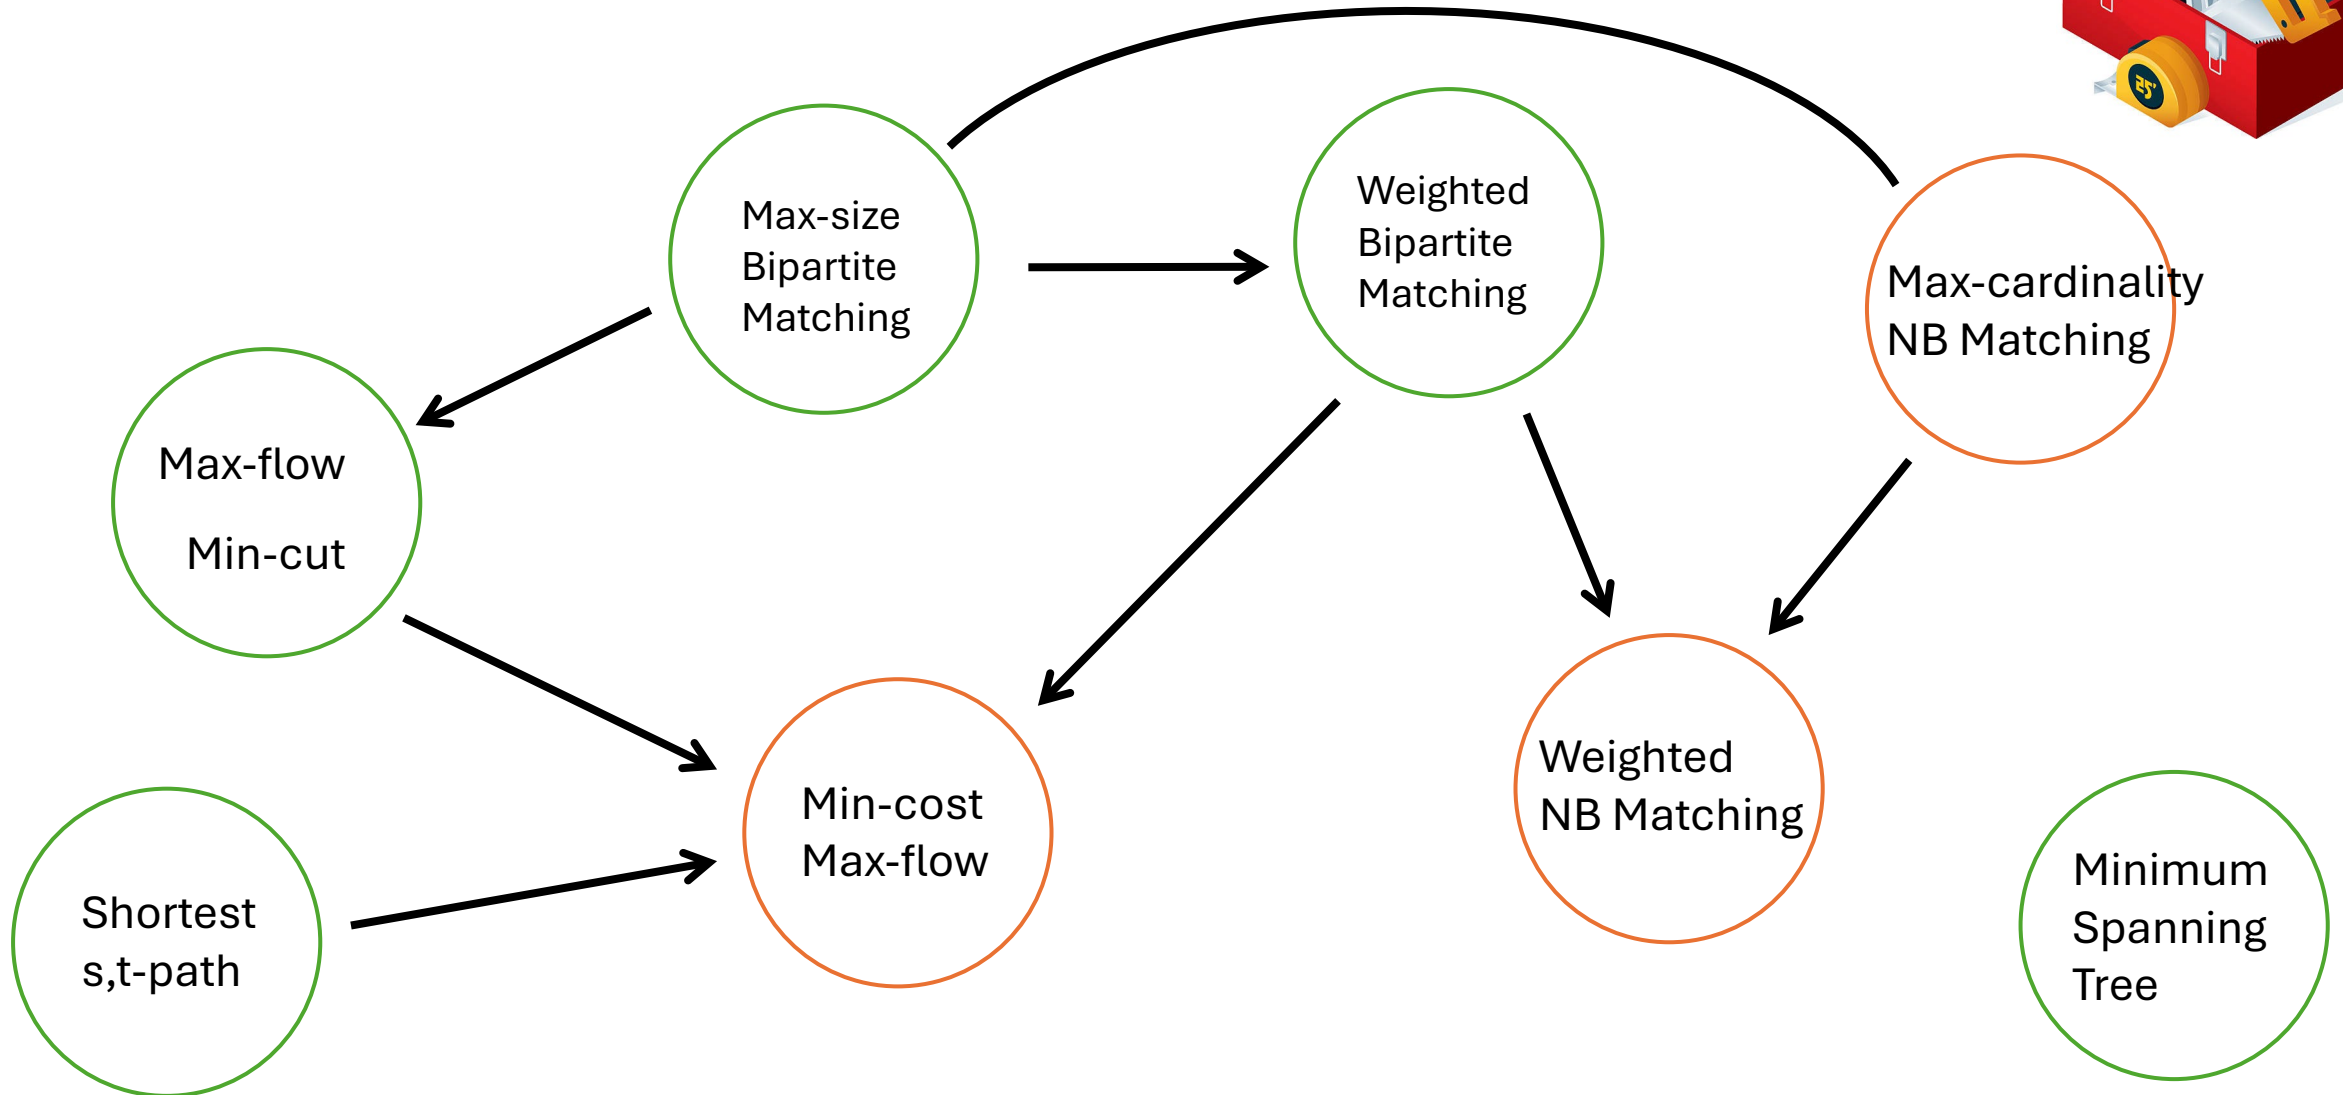 Max-size
Bipartite
Matching
Weighted
Bipartite
Matching
Max-cardinality
NB Matching
Max-flow
Min-cut
Min-cost
Max-flow
Weighted
NB Matching
Shortest
s,t-path
Minimum
Spanning
Tree
25'